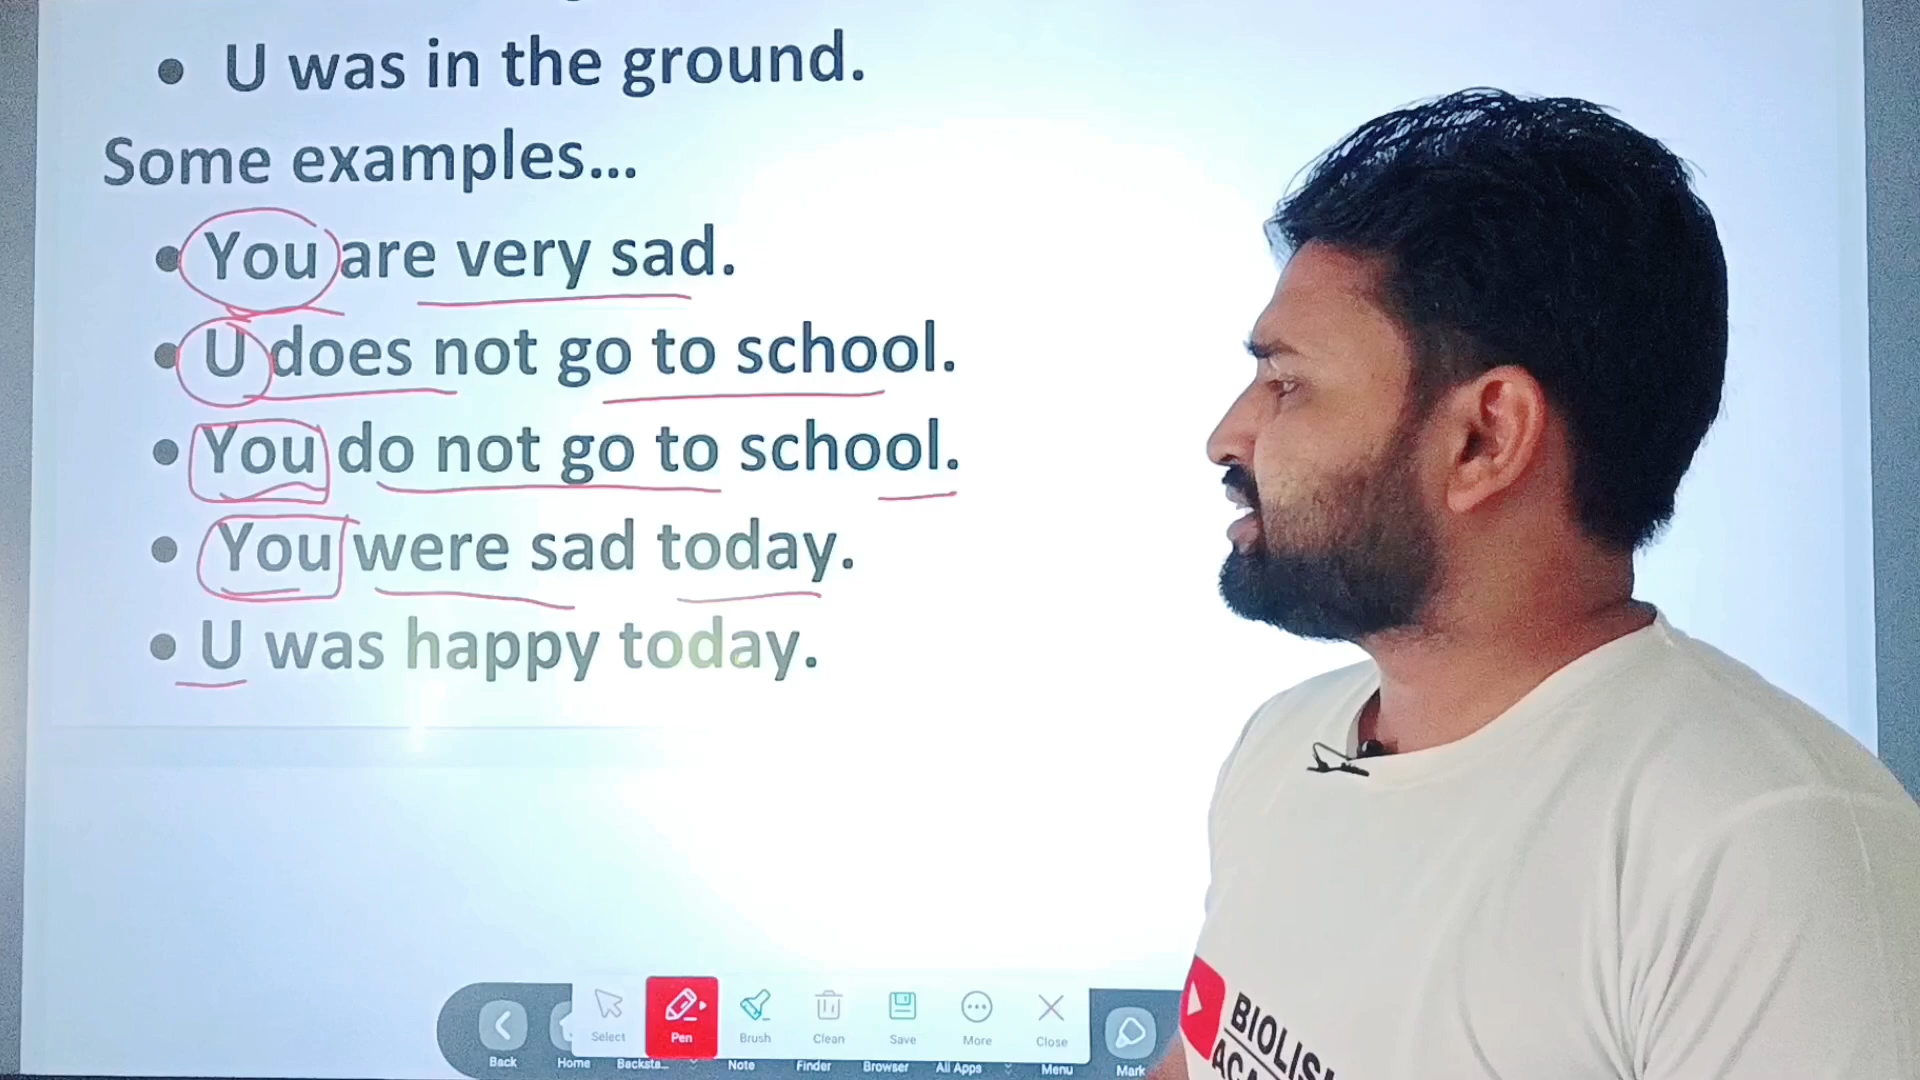 • U was in the ground.
Some examples...
• You are very sad.
• U does not go to school.
• You do not go to school.
• You were sad today.
• U was happy today.
Select
Pen
Brush
Clean
Save
More
Close
Back
Home
Backsta...
Note
Finder
Browser
All Apps
Menu
Mark